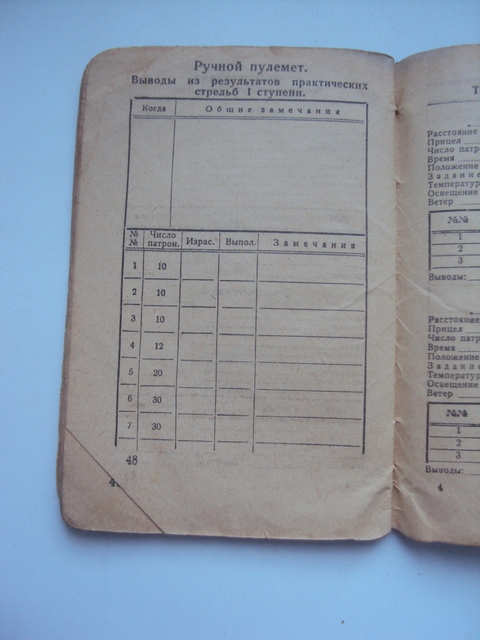 Ручной пулемет.
Выводы из результатов практических
стрельб I ступени.
Когда Общие замечания
№№ Число патрон. Израс. Выпол. Замечания
1 10
2 10
3 10
4 12
5 20
6 30
7 30
48
Т
Расстояние
Прицел
Число патро
Время
Положение
Задание
Температур
Освещение
Ветер
№№
1
2
3
Выводы:
Расстояние
Прицел
Число патр
Время
Положение
Задание
Температур
Освещение
Ветер
№№
1
2
3
Выводы:
4